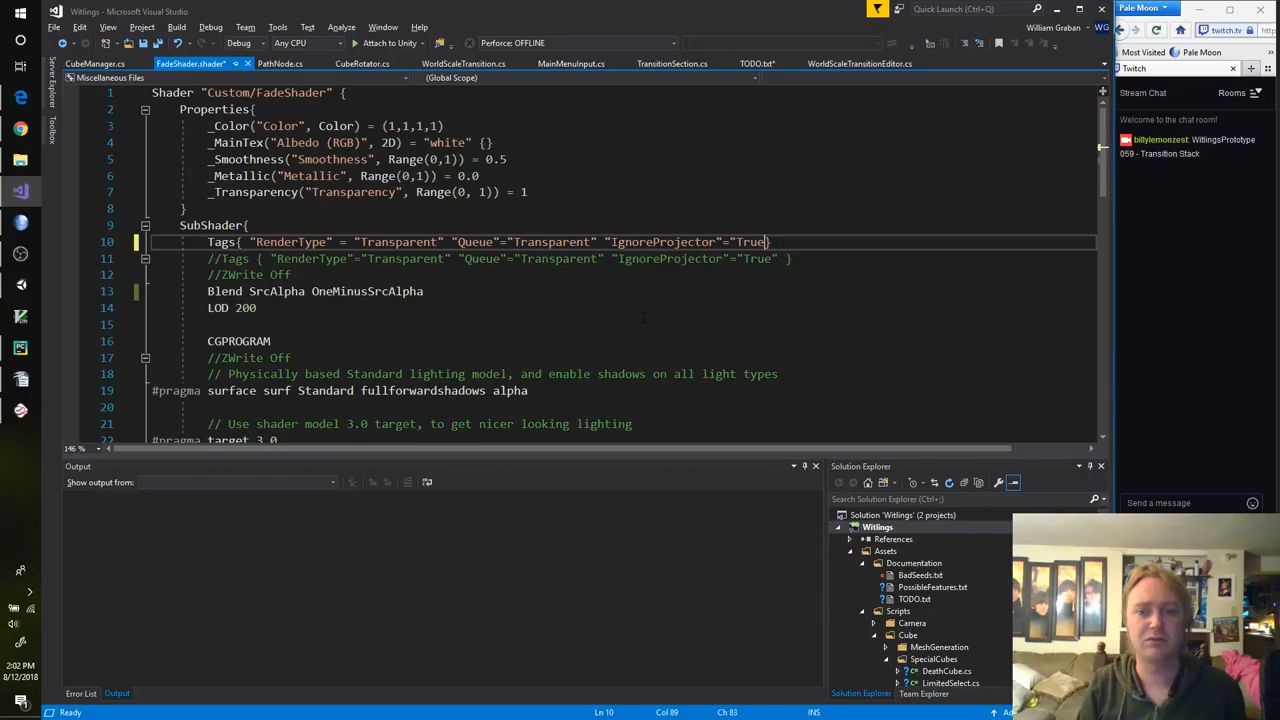 Witlings - Microsoft Visual Studio
Quick Launch (Ctrl+Q)
Pale Moon
File Edit View Project Build Debug Team Tools Analyze Window Help
William Graban WG
Debug Any CPU Attach to Unity Perforce: OFFLINE
twitch.tv http
Most Visited Pale Moon
CubeManager.cs FadeShader.shader* PathNode.cs CubeRotator.cs WorldScaleTransition.cs MainMenuInput.cs TransitionSection.cs TODO.txt* WorldScaleTransitionEditor.cs
Twitch
Miscellaneous Files (Global Scope)
Server Explorer
Toolbox
Stream Chat Rooms
Welcome to the chat room!
billylemonzest: WitlingsPrototype
059 - Transition Stack
1 Shader "Custom/FadeShader" {
2 Properties{
3 _Color("Color", Color) = (1,1,1,1)
4 _MainTex("Albedo (RGB)", 2D) = "white" {}
5 _Smoothness("Smoothness", Range(0,1)) = 0.5
6 _Metallic("Metallic", Range(0,1)) = 0.0
7 _Transparency("Transparency", Range(0, 1)) = 1
8 }
9 SubShader{
10 Tags{ "RenderType" = "Transparent" "Queue"="Transparent" "IgnoreProjector"="True}
11 //Tags { "RenderType"="Transparent" "Queue"="Transparent" "IgnoreProjector"="True" }
12 //ZWrite Off
13 Blend SrcAlpha OneMinusSrcAlpha
14 LOD 200
15
16 CGPROGRAM
17 //ZWrite Off
18 // Physically based Standard lighting model, and enable shadows on all light types
19 #pragma surface surf Standard fullforwardshadows alpha
20
21 // Use shader model 3.0 target, to get nicer looking lighting
22 #pragma target 3.0
146 %
Output
Show output from:
Solution Explorer
Search Solution Explorer (Ctrl+;)
Solution 'Witlings' (2 projects)
Witlings
References
Assets
Documentation
BadSeeds.txt
PossibleFeatures.txt
TODO.txt
Scripts
Camera
Cube
MeshGeneration
SpecialCubes
DeathCube.cs
LimitedSelect.cs
Send a message
Error List Output
Solution Explorer Team Explorer
Ready Ln 10 Col 89 Ch 83 INS
2:02 PM
8/12/2018